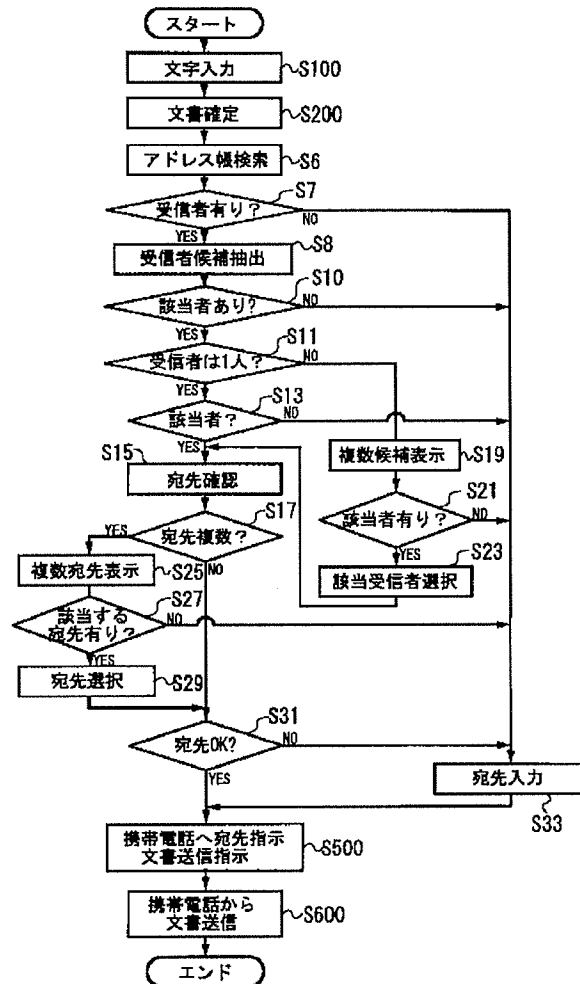 スタート
文字入力
S100
文書確定
S200
アドレス帳検索
S6
受信者有り?
S7
NO
YES
受信者候補抽出
S8
該当者あり?
S10
NO
YES
受信者は1人?
S11
NO
YES
該当者?
S13
NO
YES
複数候補表示
S19
S15
宛先確認
該当者有り?
S21
NO
YES
宛先複数?
S17
YES
NO
該当受信者選択
S23
複数宛先表示
S25
該当する
宛先有り?
S27
NO
YES
宛先選択
S29
宛先OK?
S31
NO
YES
宛先入力
S33
携帯電話へ宛先指示
文書送信指示
S500
携帯電話から
文書送信
S600
エンド